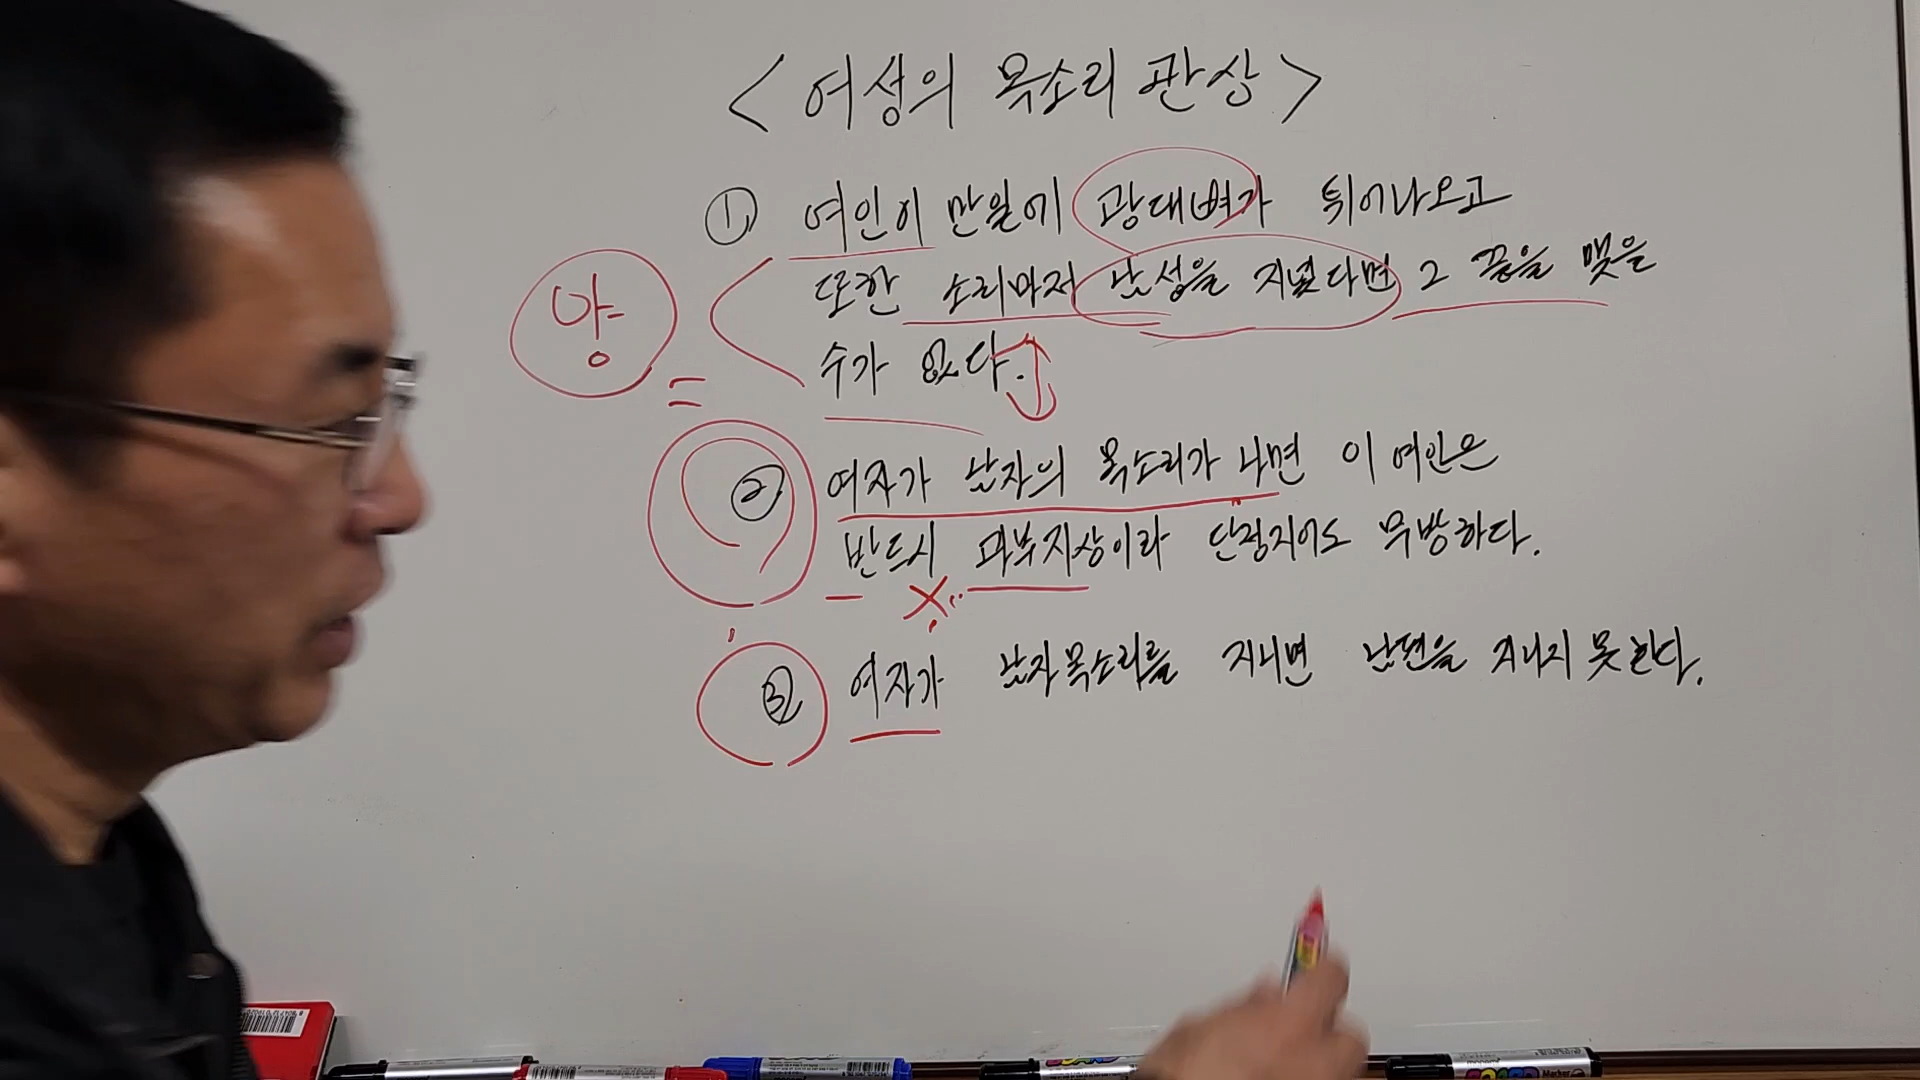 <여성의 목소리 관상>
① 여인이 만일에 광대뼈가 튀어나오고
또한 소리마저 남성을 지녔다면 그 끝을 맺을
수가 없다.
양
② 여자가 남자의 목소리가 나면 이 여인은
반드시 과부지상이라 단정지어도 무방하다.
③ 여자가 남자목소리를 지니면 남편을 지니지 못한다.